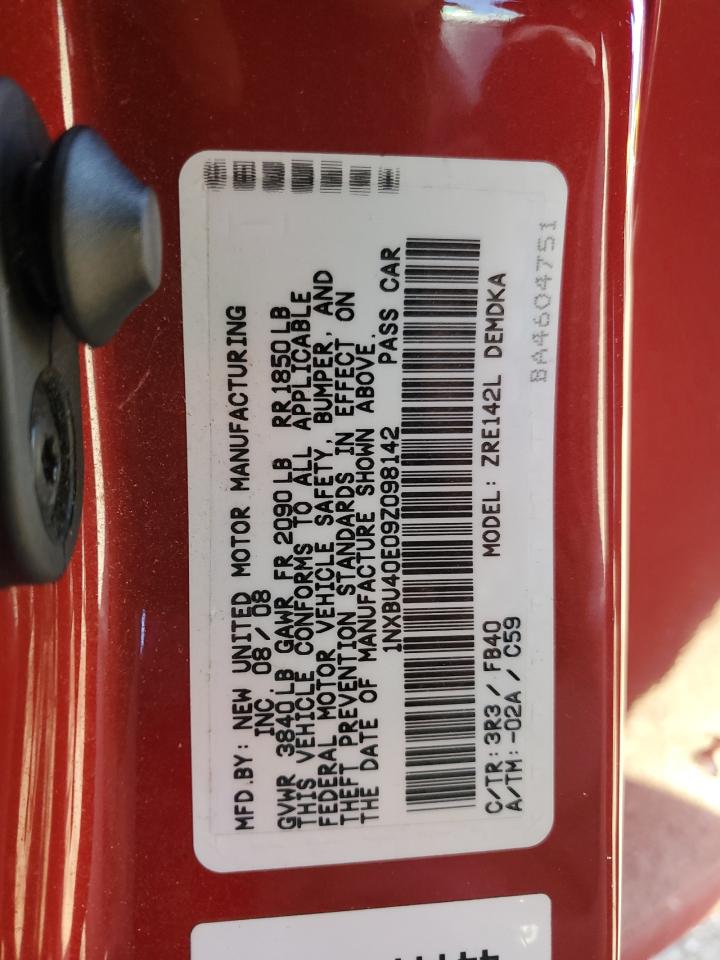 MFD.BY: NEW UNITED MOTOR MANUFACTURING
INC 08/08
GVWR 3840LB GAWR FR 2090LB RR 1850LB
THIS VEHICLE CONFORMS TO ALL APPLICABLE
FEDERAL MOTOR VEHICLE SAFETY, BUMPER, AND
THEFT PREVENTION STANDARDS IN EFFECT ON
THE DATE OF MANUFACTURE SHOWN ABOVE.
1NXBU40E09Z098142 PASS CAR
C/TR: 3R3 / FB40 MODEL: ZRE142L DEMDKA
A/TM: -02A / C59
BA4604751